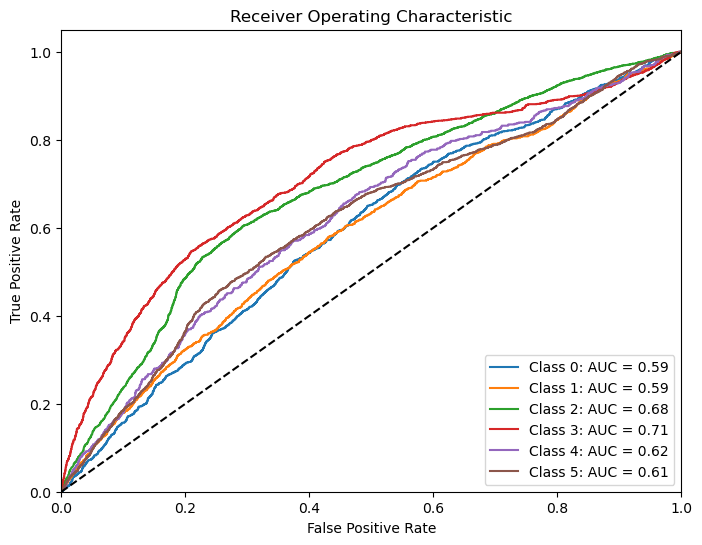 Receiver Operating Characteristic
True Positive Rate
1.0
0.8
0.6
0.4
0.2
0.0
Class 0: AUC = 0.59
Class 1: AUC = 0.59
Class 2: AUC = 0.68
Class 3: AUC = 0.71
Class 4: AUC = 0.62
Class 5: AUC = 0.61
0.0 0.2 0.4 0.6 0.8 1.0
False Positive Rate